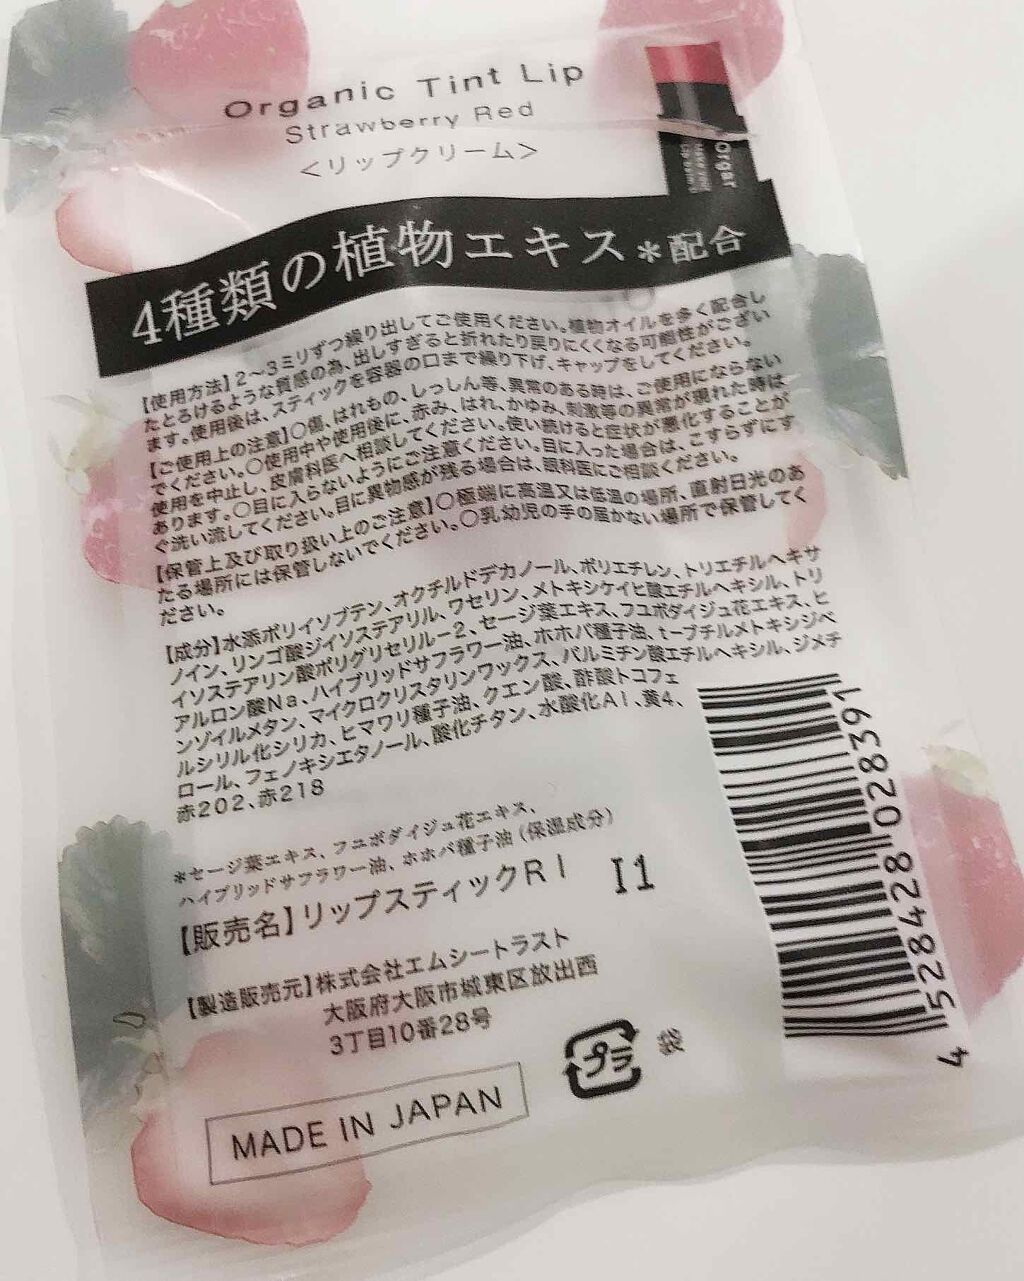 Organic Tint Lip
Strawberry Red
<リップクリーム>
4種類の植物エキス*配合
【使用方法】2〜3ミリずつ繰り出してご使用ください。植物オイルを多く配合し
たとろけるような質感の為、出しすぎると折れたり戻りにくくなる可能性がござい
ます。使用後は、スティックを容器の口まで繰り下げ、キャップをしてください。
【ご使用上の注意】○傷、はれもの、しっしん等、異常のある時は、ご使用にならない
でください。○使用中や使用後に、赤み、はれ、かゆみ、刺激等の異常が現れた時は
使用を中止し、皮膚科医へ相談してください。使い続けると症状が悪化することが
あります。○目に入らないようにご注意ください。目に入った場合は、こすらずにす
ぐ洗い流してください。目に異物感が残る場合は、眼科医にご相談ください。
【保管上及び取り扱い上のご注意】○極端に高温又は低温の場所、直射日光のあ
たる場所には保管しないでください。○乳幼児の手の届かない場所で保管してく
ださい。
【成分】水添ポリイソブテン、オクチルドデカノール、ポリエチレン、トリエチルヘキサ
ノイン、リンゴ酸ジイソステアリル、ワセリン、メトキシケイヒ酸エチルヘキシル、トリ
イソステアリン酸ポリグリセリル－2、セージ葉エキス、フユボダイジュ花エキス、ヒ
アルロン酸Na、ハイブリッドサフラワー油、ホホバ種子油、t－ブチルメトキシジベ
ンゾイルメタン、マイクロクリスタリンワックス、パルミチン酸エチルヘキシル、ジメチ
ルシリル化シリカ、ヒマワリ種子油、クエン酸、酢酸トコフェ
ロール、フェノキシエタノール、酸化チタン、水酸化Al、黄4、
赤202、赤218
*セージ葉エキス、フユボダイジュ花エキス、
ハイブリッドサフラワー油、ホホバ種子油（保湿成分）
【販売名】リップスティックRI I1
【製造販売元】株式会社エムシートラスト
大阪府大阪市城東区放出西
3丁目10番28号
プラ 袋
MADE IN JAPAN
4 528428 028391